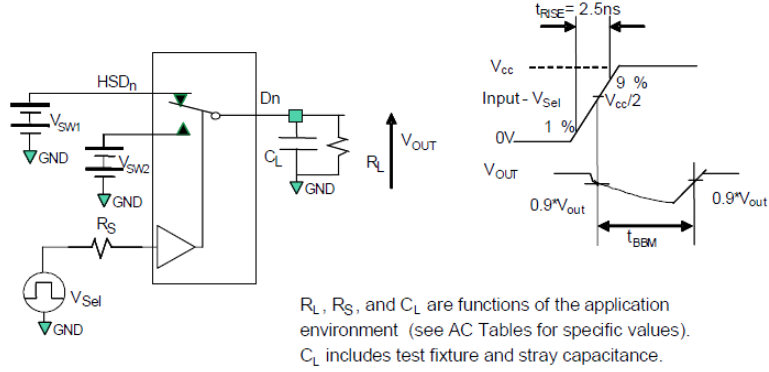 tRISE= 2.5ns
HSDn
Dn
VSW1
GND
VSW2
GND
CL
RL
VOUT
GND
RS
VSel
GND
Vcc
9 %
Input - VSel
Vcc/2
1 %
0V
VOUT
0.9*Vout
0.9*Vout
tBBM
RL, RS, and CL are functions of the application
environment (see AC Tables for specific values).
CL includes test fixture and stray capacitance.